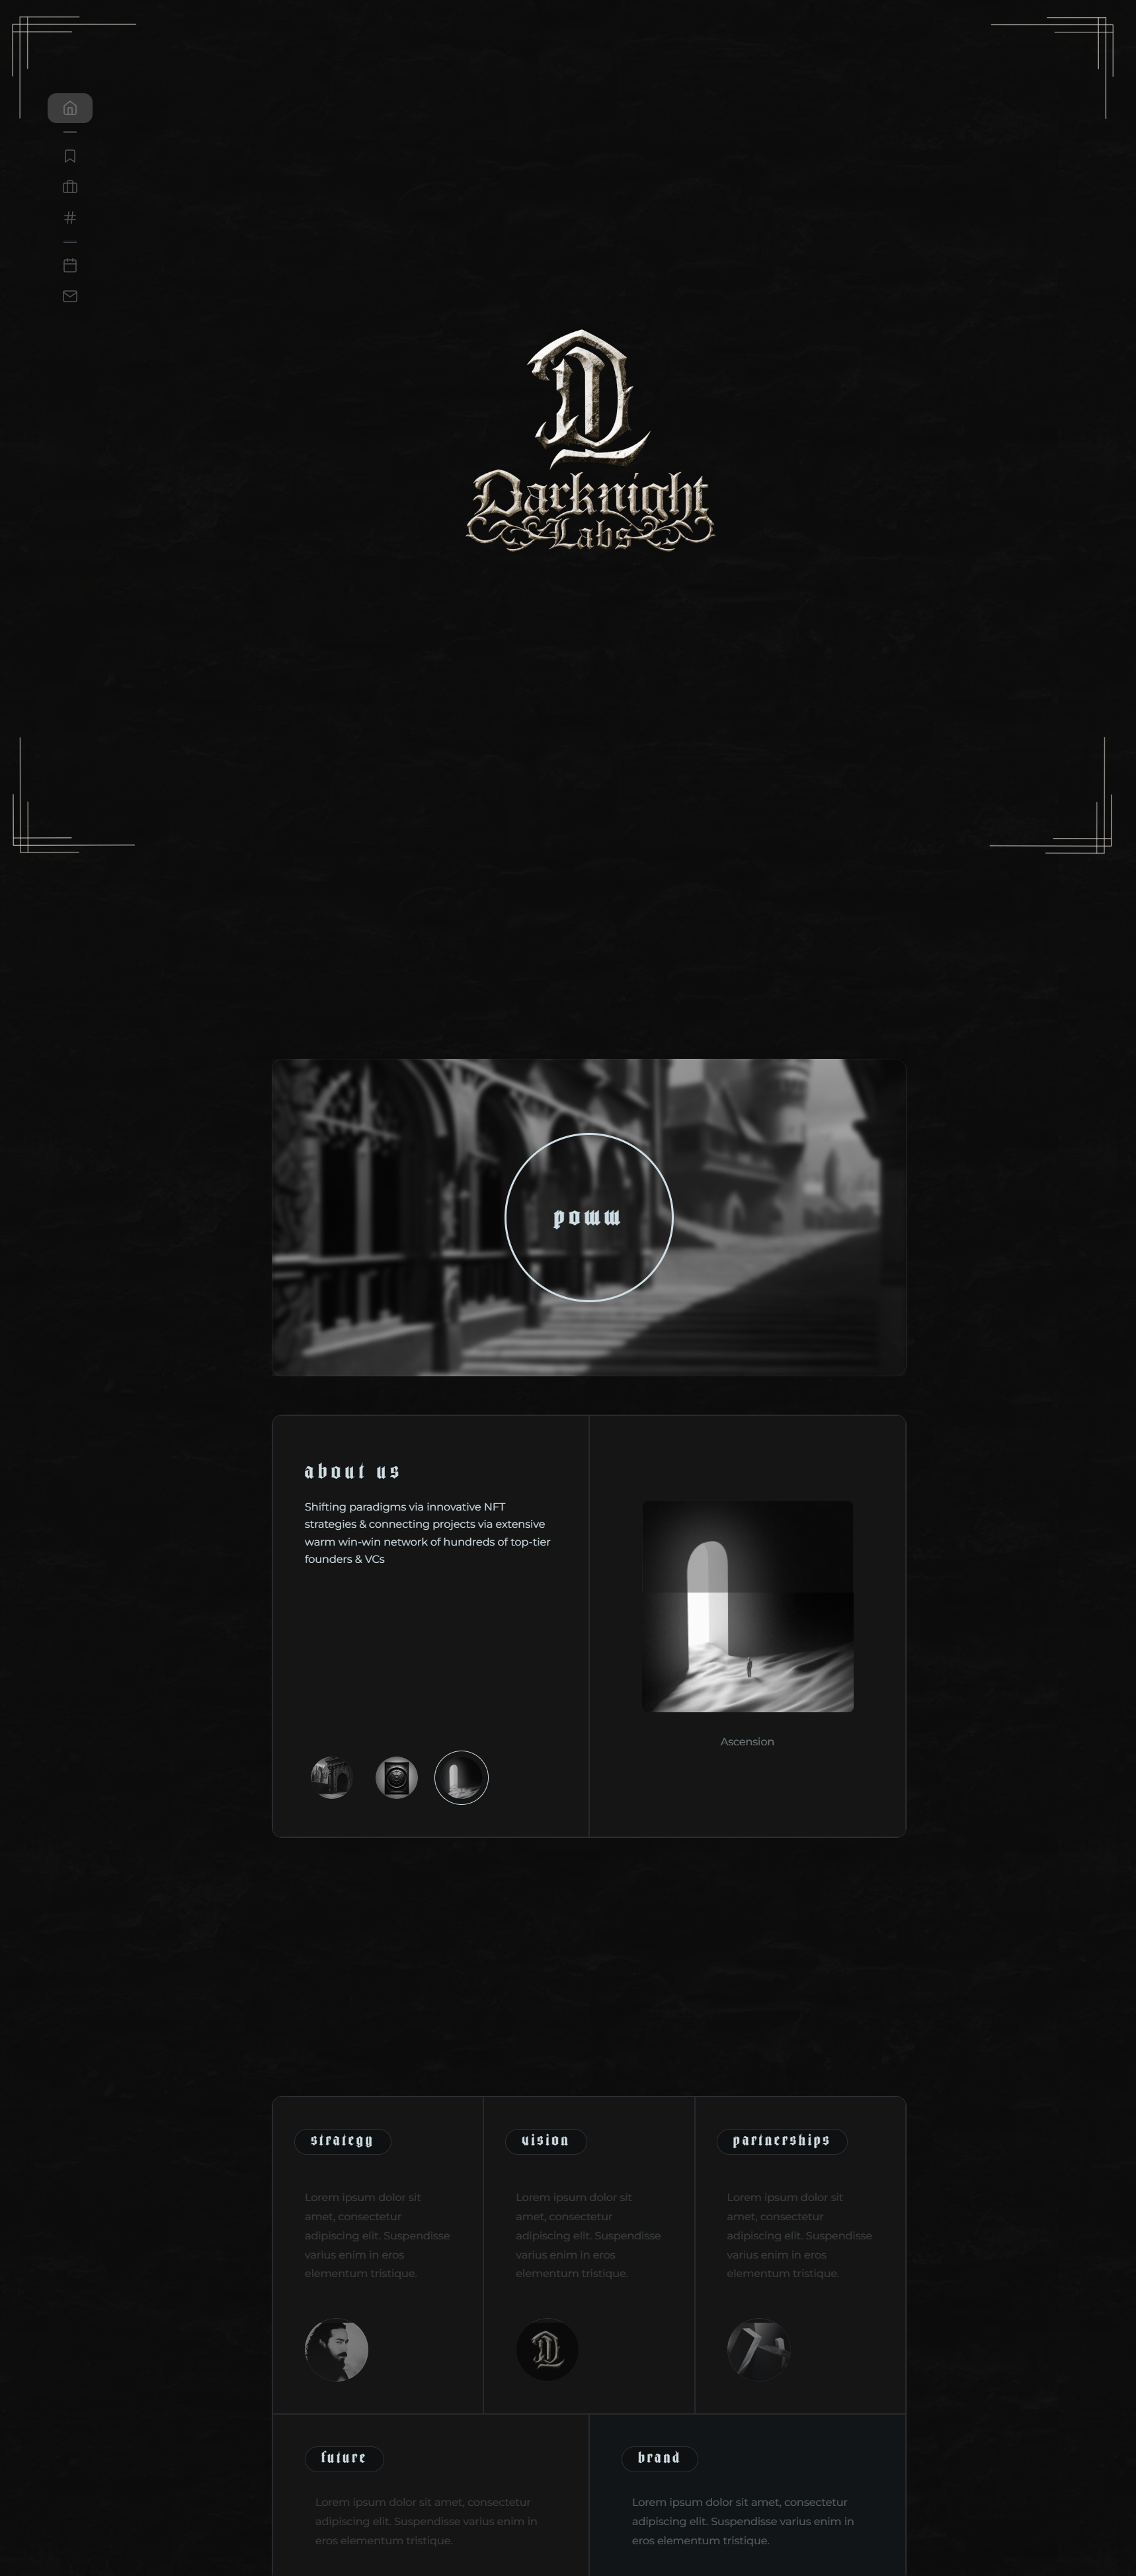 D
Darknight
Labs
poww
about us
Shifting paradigms via innovative NFT
strategies & connecting projects via extensive
warm win-win network of hundreds of top-tier
founders & VCs
Ascension
strategy
vision
partnerships
Lorem ipsum dolor sit
amet, consectetur
adipiscing elit. Suspendisse
varius enim in eros
elementum tristique.
Lorem ipsum dolor sit
amet, consectetur
adipiscing elit. Suspendisse
varius enim in eros
elementum tristique.
Lorem ipsum dolor sit
amet, consectetur
adipiscing elit. Suspendisse
varius enim in eros
elementum tristique.
D
future
Lorem ipsum dolor sit amet, consectetur
adipiscing elit. Suspendisse varius enim in
eros elementum tristique.
brand
Lorem ipsum dolor sit amet, consectetur
adipiscing elit. Suspendisse varius enim in
eros elementum tristique.